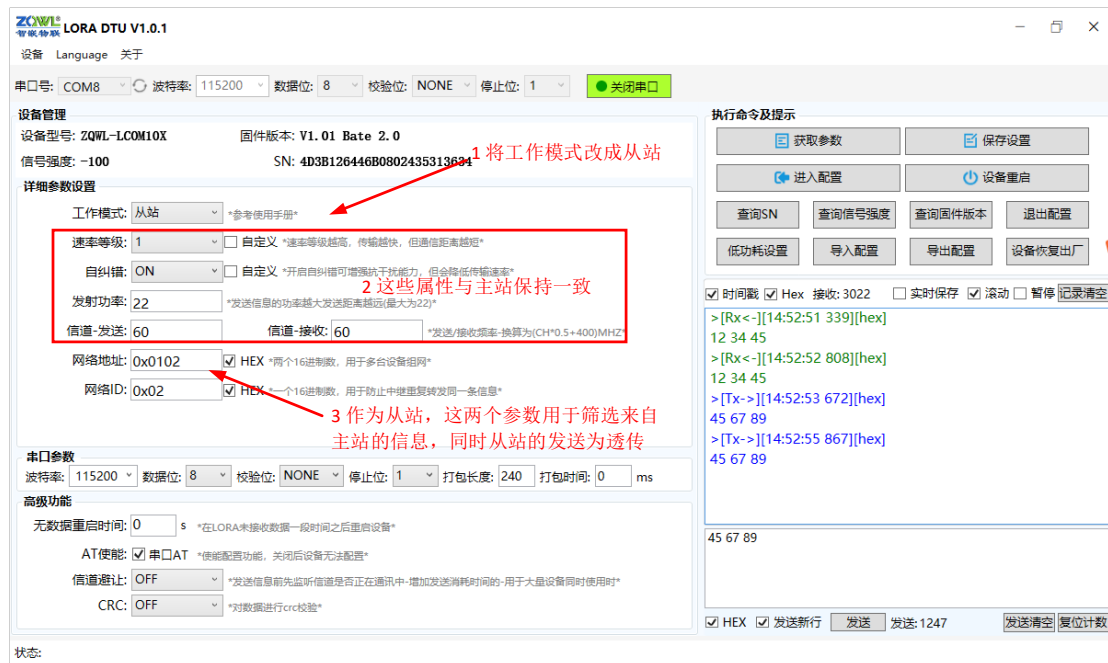 ZQWL
智嵌物联 LORA DTU V1.0.1
设备 Language 关于
串口号: COM8 波特率: 115200 数据位: 8 校验位: NONE 停止位: 1 关闭串口
设备管理
设备型号: ZQWL-LCOM10X 固件版本: V1.01 Bate 2.0
信号强度: -100 SN: 4D3B126446B0802435313634
1 将工作模式改成从站
详细参数设置
工作模式: 从站 *参考使用手册*
速率等级: 1 自定义 *速率等级越高，传输越快，但通信距离越短*
自纠错: ON 自定义 *开启自纠错可增强抗干扰能力，但会降低传输速率*
2 这些属性与主站保持一致
发射功率: 22 *发送信息的功率越大发送距离越远(最大为22)*
信道-发送: 60 信道-接收: 60 *发送/接收频率-换算为(CH*0.5+400)MHZ*
网络地址: 0x0102 HEX *两个16进制数，用于多台设备组网*
网络ID: 0x02 HEX *一个16进制数，用于防止中继重复转发同一条信息*
3 作为从站，这两个参数用于筛选来自
主站的信息，同时从站的发送为透传
串口参数
波特率: 115200 数据位: 8 校验位: NONE 停止位: 1 打包长度: 240 打包时间: 0 ms
高级功能
无数据重启时间: 0 s *在LORA未接收数据一段时间之后重启设备*
AT使能: 串口AT *使能配置功能，关闭后设备无法配置*
信道避让: OFF *发送信息前先监听信道是否正在通讯中-增加发送消耗时间的-用于大量设备同时使用时*
CRC: OFF *对数据进行crc校验*
状态:
执行命令及提示
获取参数 保存设置
进入配置 设备重启
查询SN 查询信号强度 查询固件版本 退出配置
低功耗设置 导入配置 导出配置 设备恢复出厂
时间戳 Hex 接收: 3022 实时保存 滚动 暂停 记录清空
>[Rx<-][14:52:51 339][hex]
12 34 45
>[Rx<-][14:52:52 808][hex]
12 34 45
>[Tx->][14:52:53 672][hex]
45 67 89
>[Tx->][14:52:55 867][hex]
45 67 89
45 67 89
HEX 发送新行 发送 发送: 1247 发送清空 复位计数